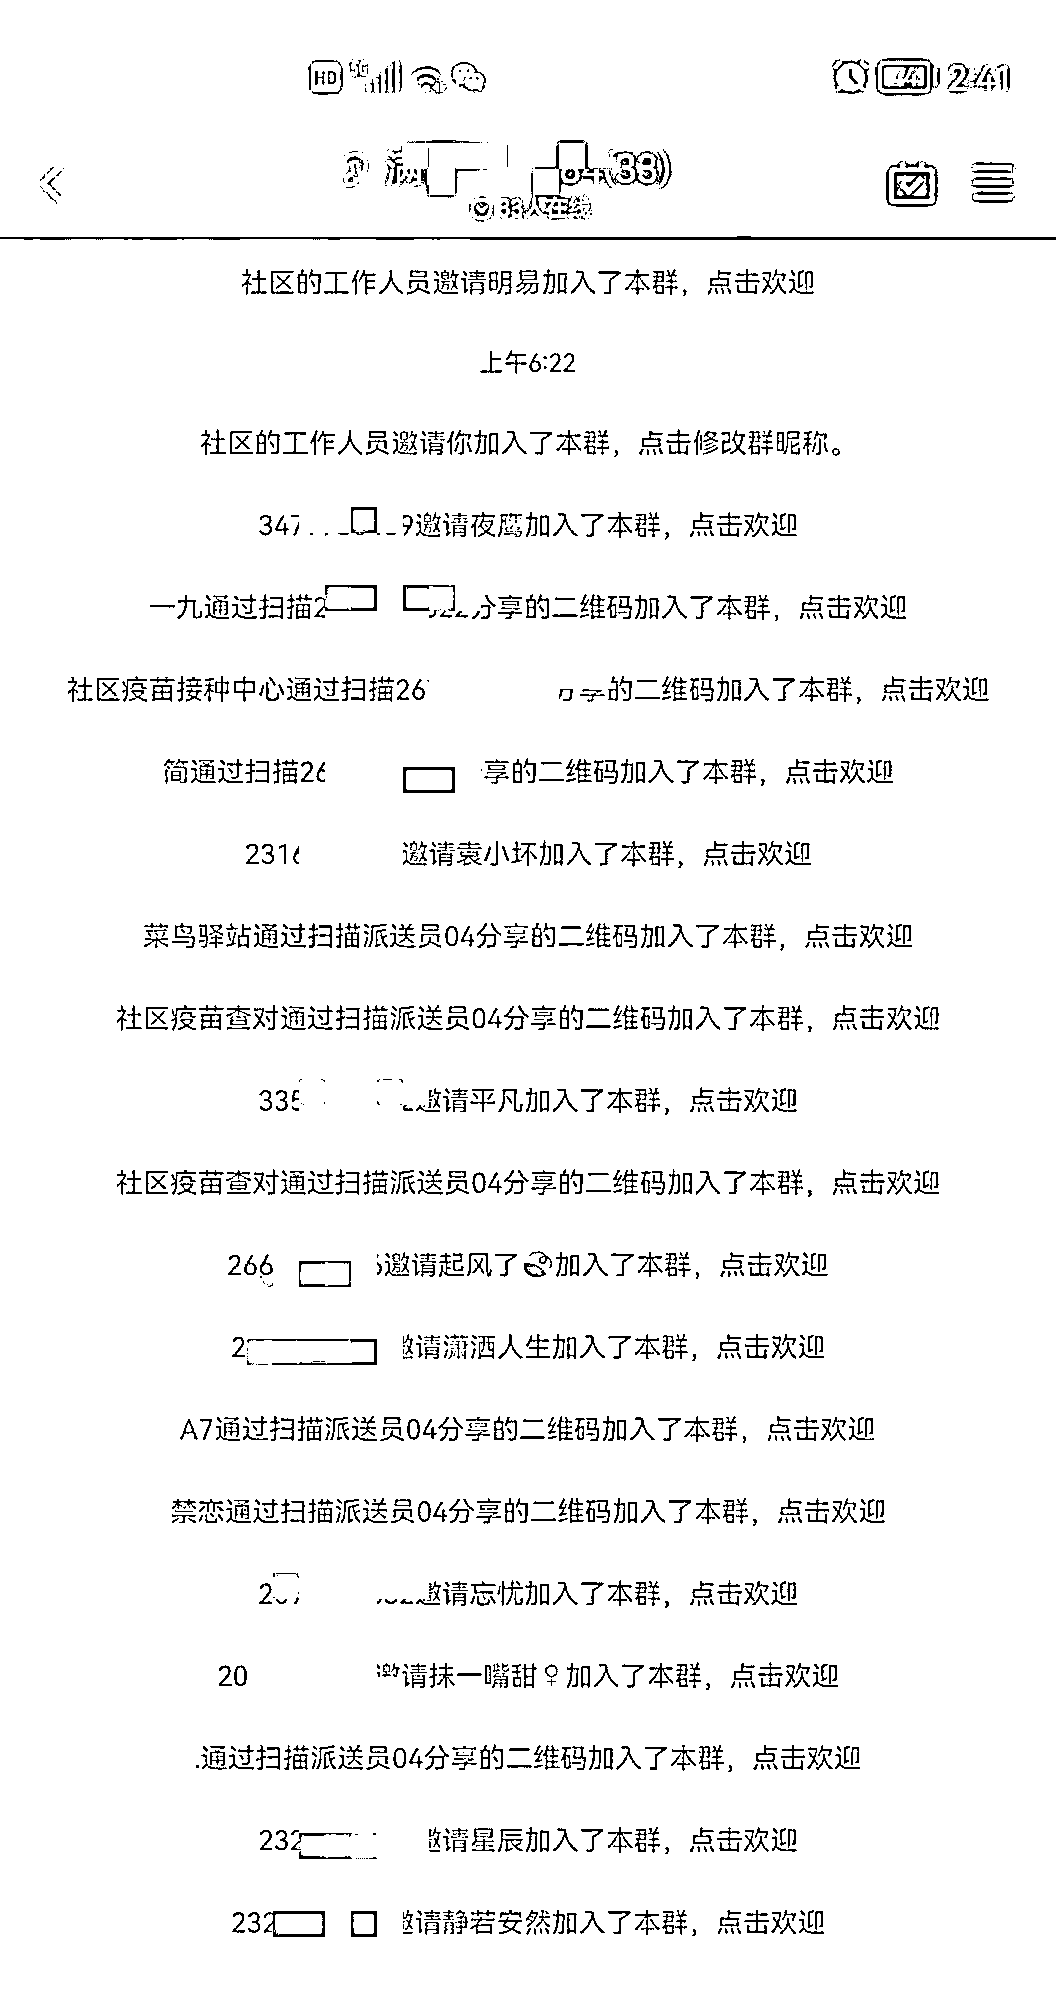 HD 2:41
(38)
83人在线
社区的工作人员邀请明易加入了本群，点击欢迎
上午6:22
社区的工作人员邀请你加入了本群，点击修改群昵称。
347 9邀请夜鹰加入了本群，点击欢迎
一九通过扫描2 分享的二维码加入了本群，点击欢迎
社区疫苗接种中心通过扫描26 的二维码加入了本群，点击欢迎
简通过扫描26 享的二维码加入了本群，点击欢迎
2316 邀请袁小坏加入了本群，点击欢迎
菜鸟驿站通过扫描派送员04分享的二维码加入了本群，点击欢迎
社区疫苗查对通过扫描派送员04分享的二维码加入了本群，点击欢迎
335 邀请平凡加入了本群，点击欢迎
社区疫苗查对通过扫描派送员04分享的二维码加入了本群，点击欢迎
266 邀请起风了加入了本群，点击欢迎
2 邀请潇洒人生加入了本群，点击欢迎
A7通过扫描派送员04分享的二维码加入了本群，点击欢迎
禁恋通过扫描派送员04分享的二维码加入了本群，点击欢迎
2 邀请忘忧加入了本群，点击欢迎
20 邀请抹一嘴甜♀加入了本群，点击欢迎
.通过扫描派送员04分享的二维码加入了本群，点击欢迎
232 邀请星辰加入了本群，点击欢迎
232 邀请静若安然加入了本群，点击欢迎